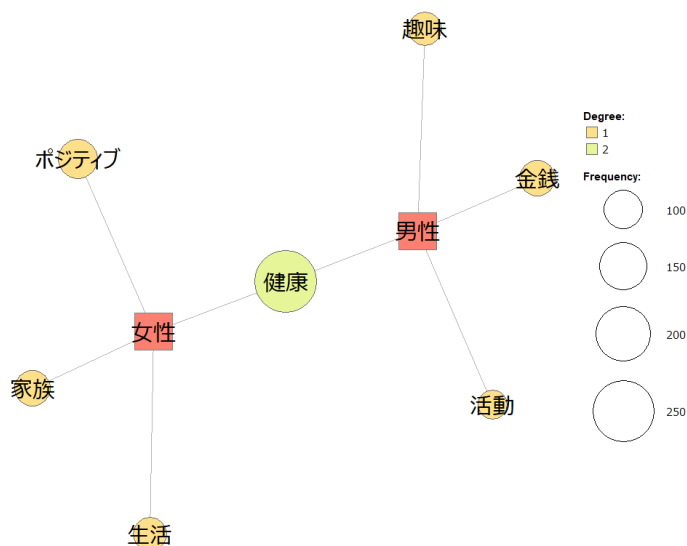 趣味
ポジティブ
金銭
男性
健康
女性
家族
活動
生活
Degree:
1
2
Frequency:
100
150
200
250